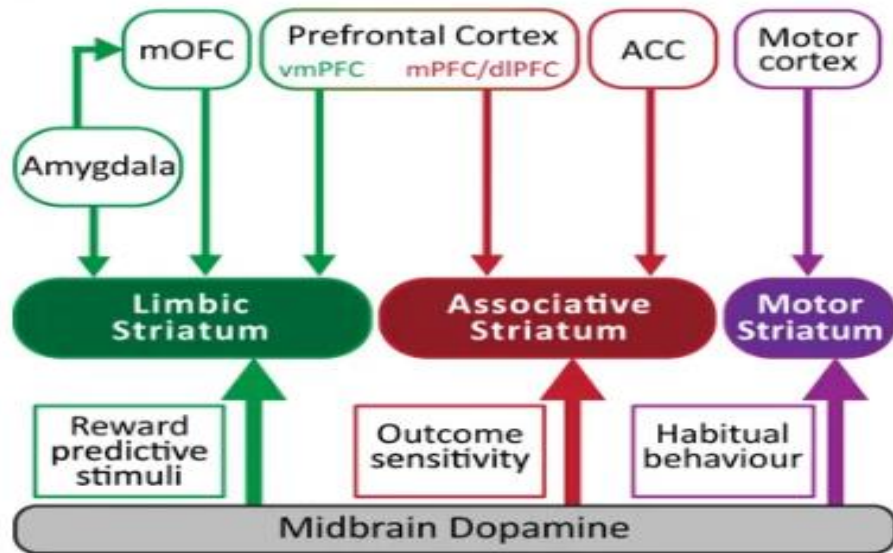 mOFC
Prefrontal Cortex
vmPFC mPFC/dlPFC
ACC
Motor
cortex
Amygdala
Limbic
Striatum
Associative
Striatum
Motor
Striatum
Reward
predictive
stimuli
Outcome
sensitivity
Habitual
behaviour
Midbrain Dopamine